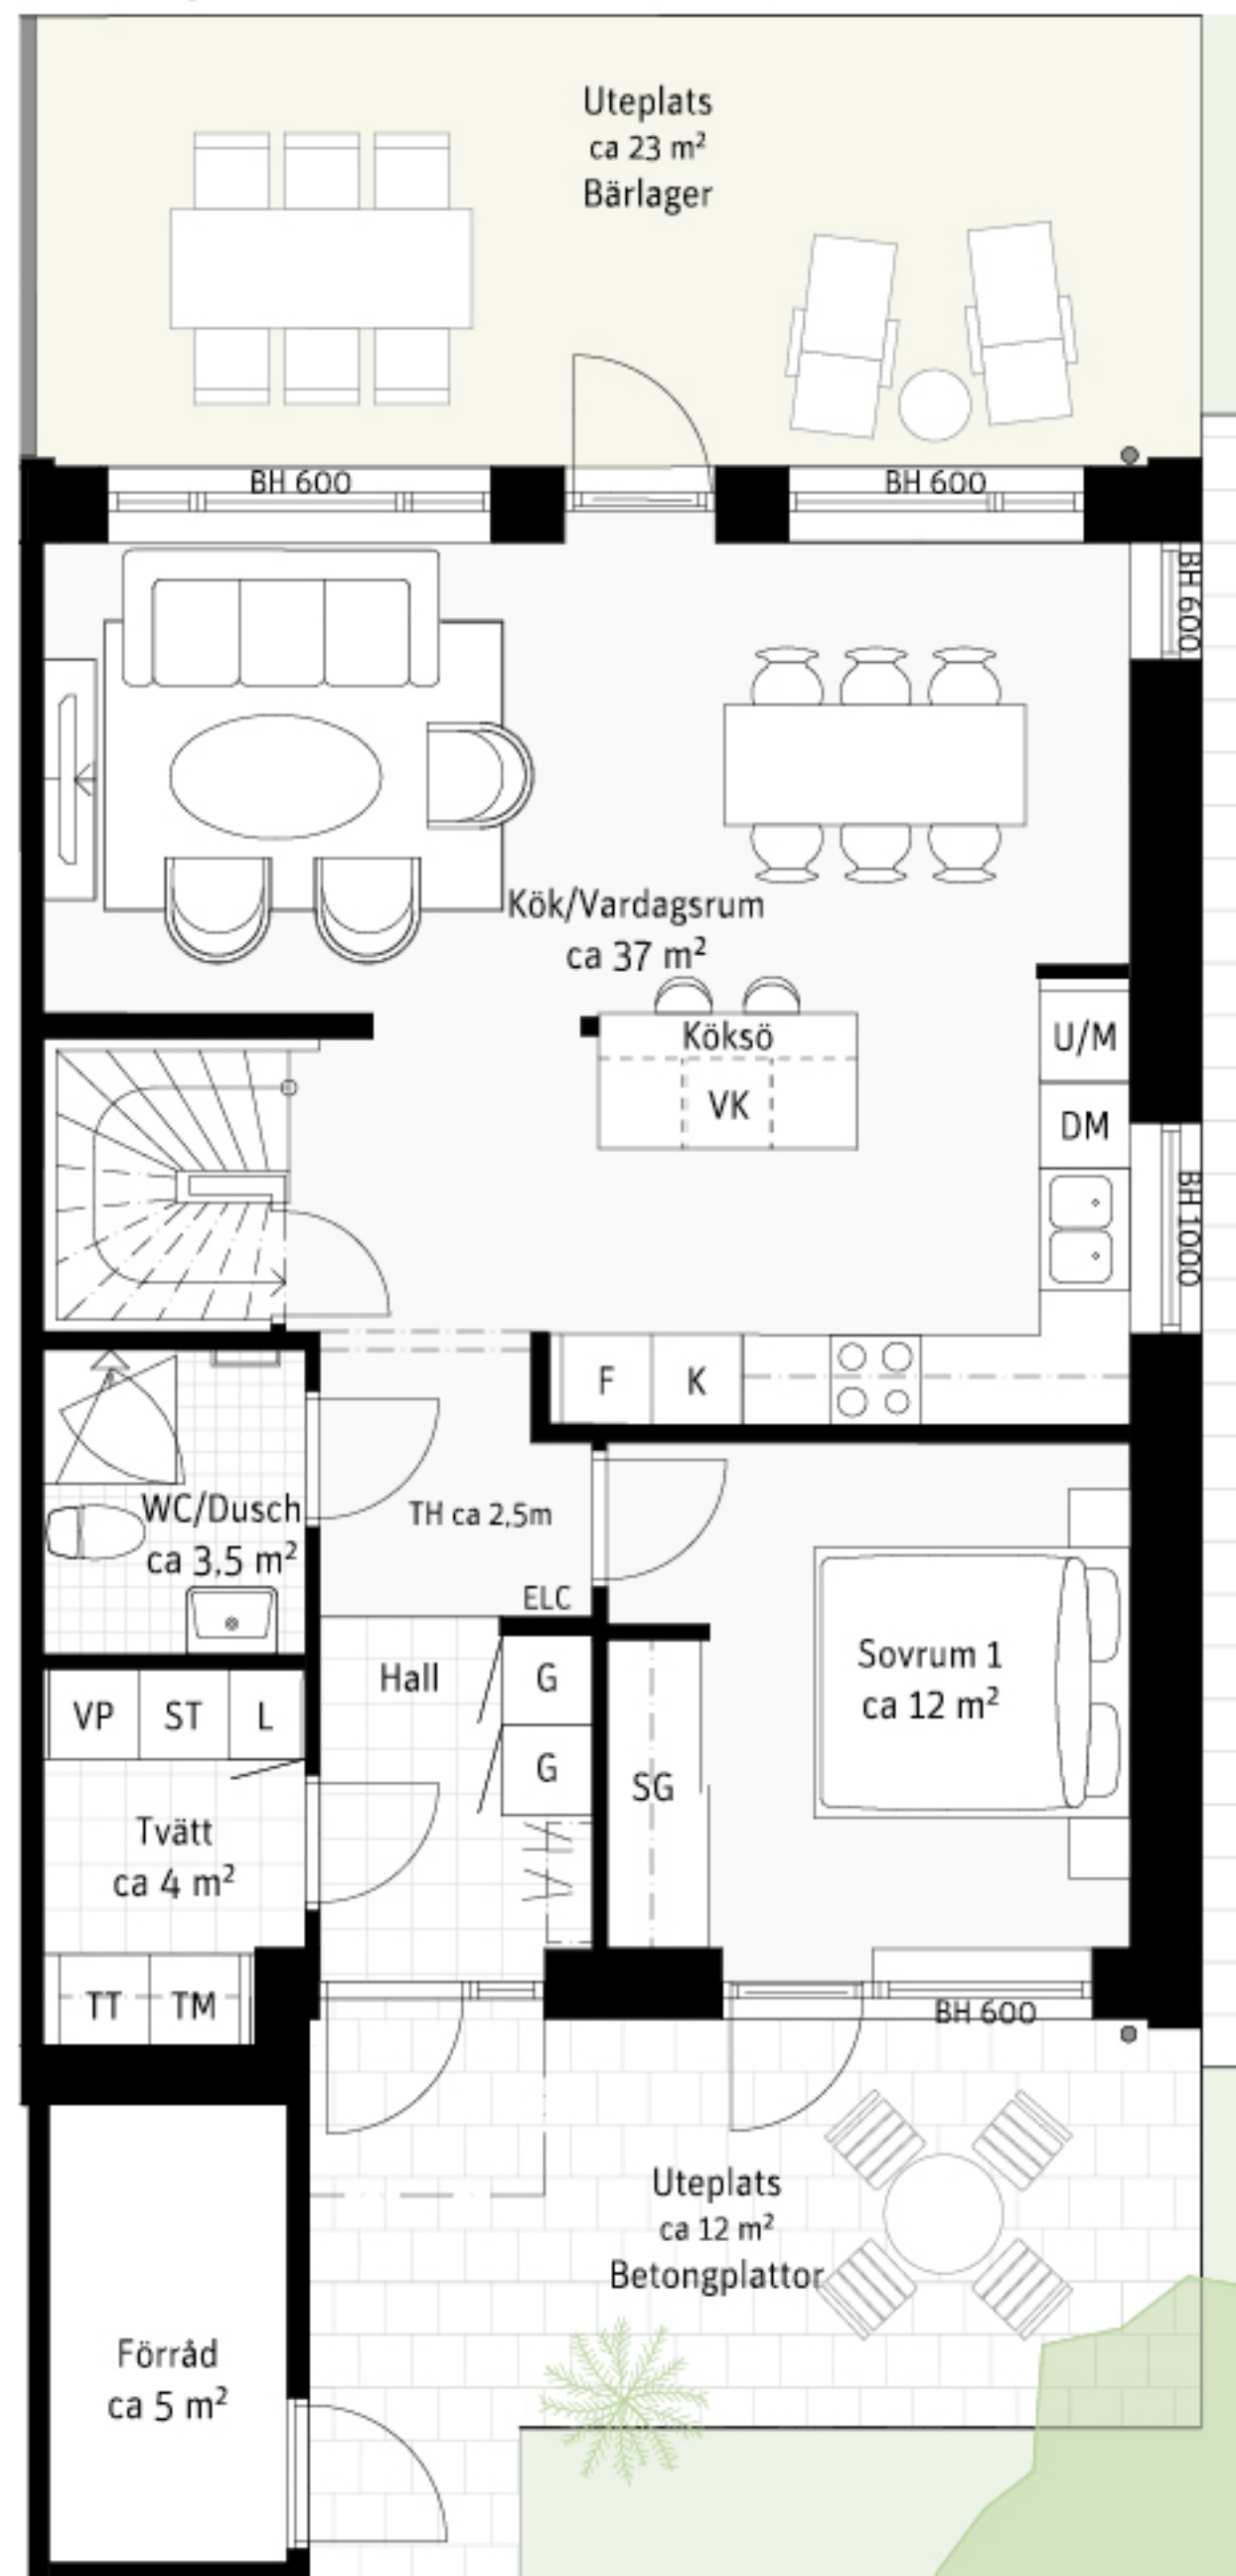 Uteplats
ca 23 m²
Bärlager
BH 600
BH 600
BH 600
Kök/Vardagsrum
ca 37 m²
Köksö
VK
U/M
DM
BH 1000
F
K
WC/Dusch
ca 3,5 m²
TH ca 2,5m
ELC
Hall
G
G
SG
Sovrum 1
ca 12 m²
VP
ST
L
Tvätt
ca 4 m²
TT
TM
BH 600
Uteplats
ca 12 m²
Betongplattor
Förråd
ca 5 m²